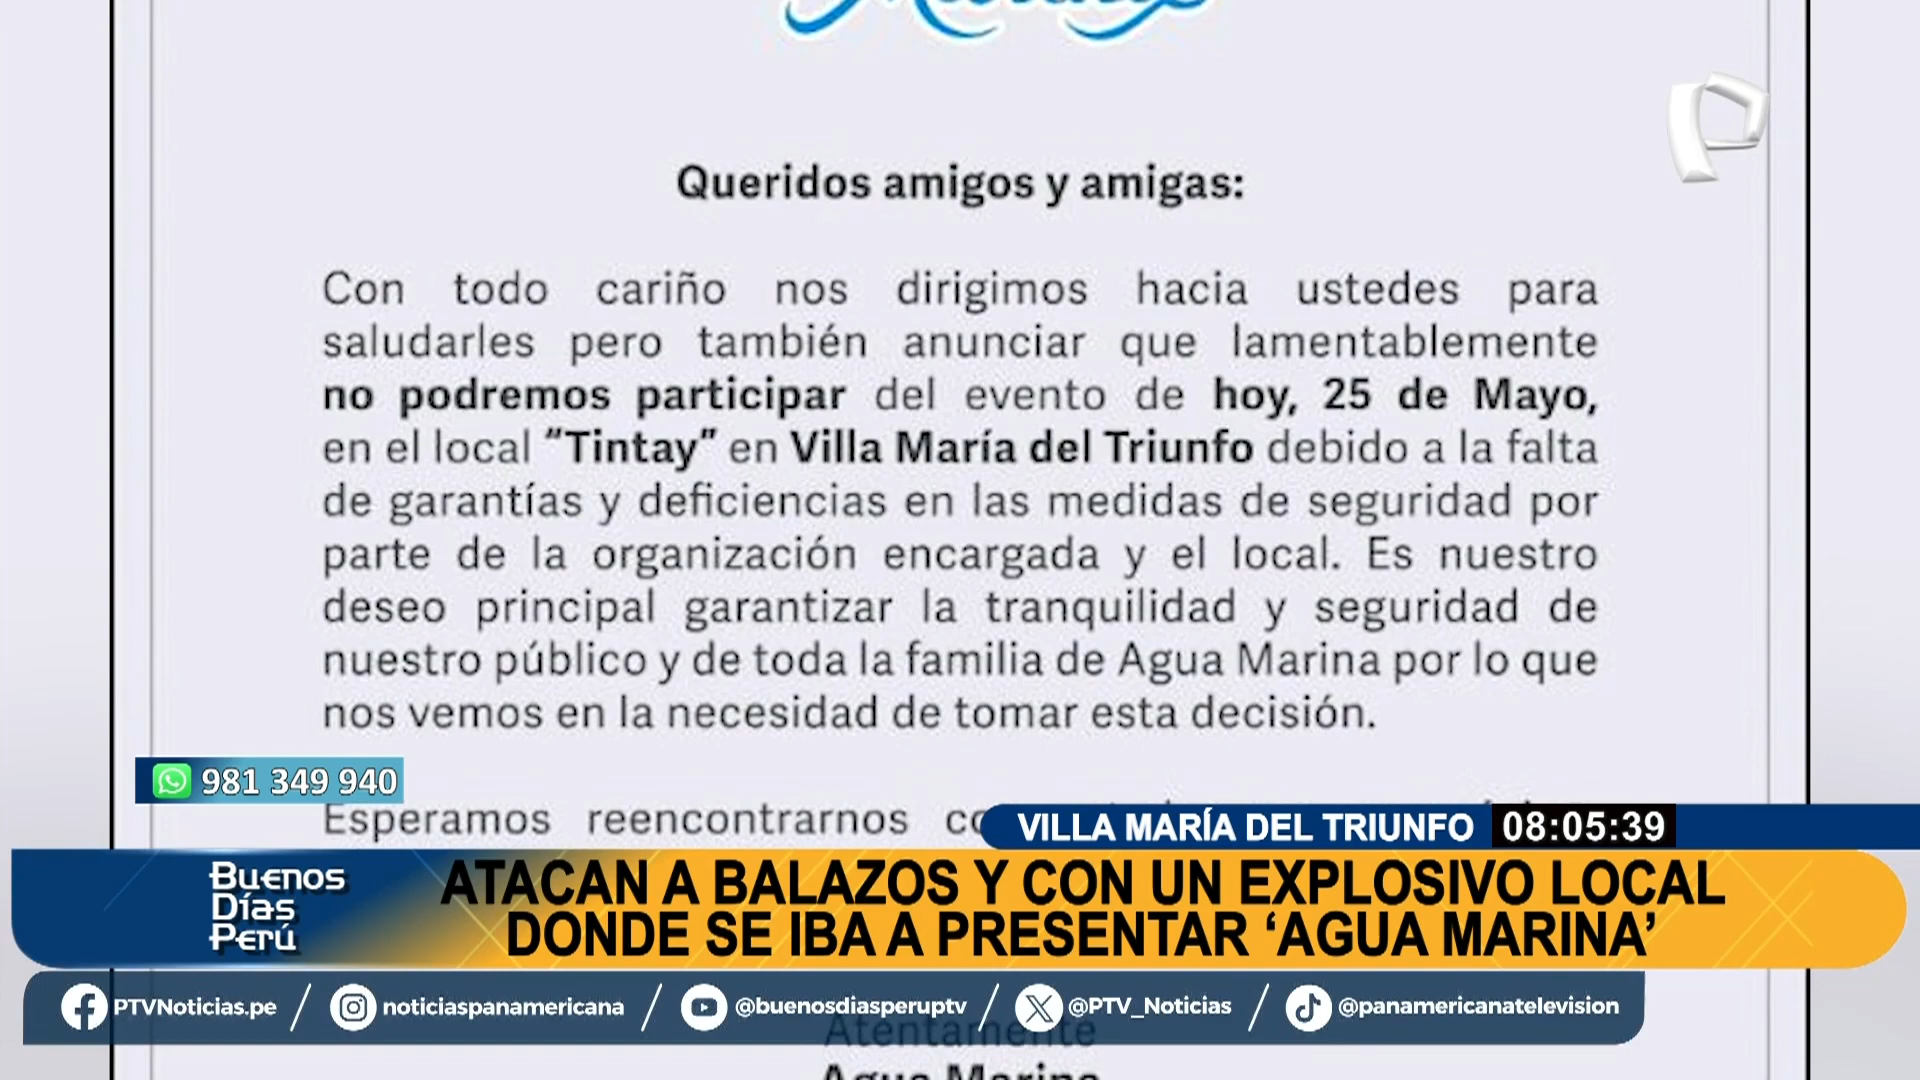 Queridos amigos y amigas:
Con todo cariño nos dirigimos hacia ustedes para
saludarles pero también anunciar que lamentablemente
no podremos participar del evento de hoy, 25 de Mayo,
en el local "Tintay" en Villa María del Triunfo debido a la falta
de garantías y deficiencias en las medidas de seguridad por
parte de la organización encargada y el local. Es nuestro
deseo principal garantizar la tranquilidad y seguridad de
nuestro público y de toda la familia de Agua Marina por lo que
nos vemos en la necesidad de tomar esta decisión.
981 349 940
Esperamos reencontrarnos
VILLA MARÍA DEL TRIUNFO 08:05:39
Buenos
Días
Perú
ATACAN A BALAZOS Y CON UN EXPLOSIVO LOCAL
DONDE SE IBA A PRESENTAR ‘AGUA MARINA’
PTVNoticias.pe / noticiaspanamericana / @buenosdiasperuptv / @PTV_Noticias / @panamericanatelevision
Atentamente
Agua Marina